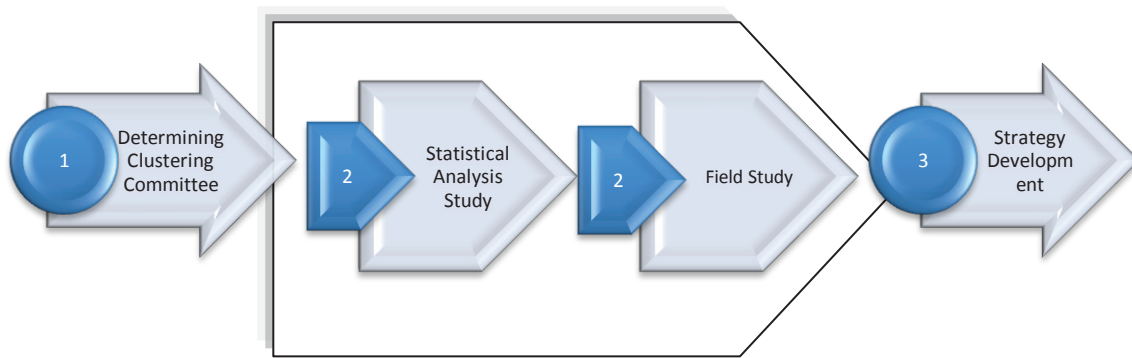 1
Determining
Clustering
Committee
2
Statistical
Analysis
Study
2
Field Study
3
Strategy
Developm
ent